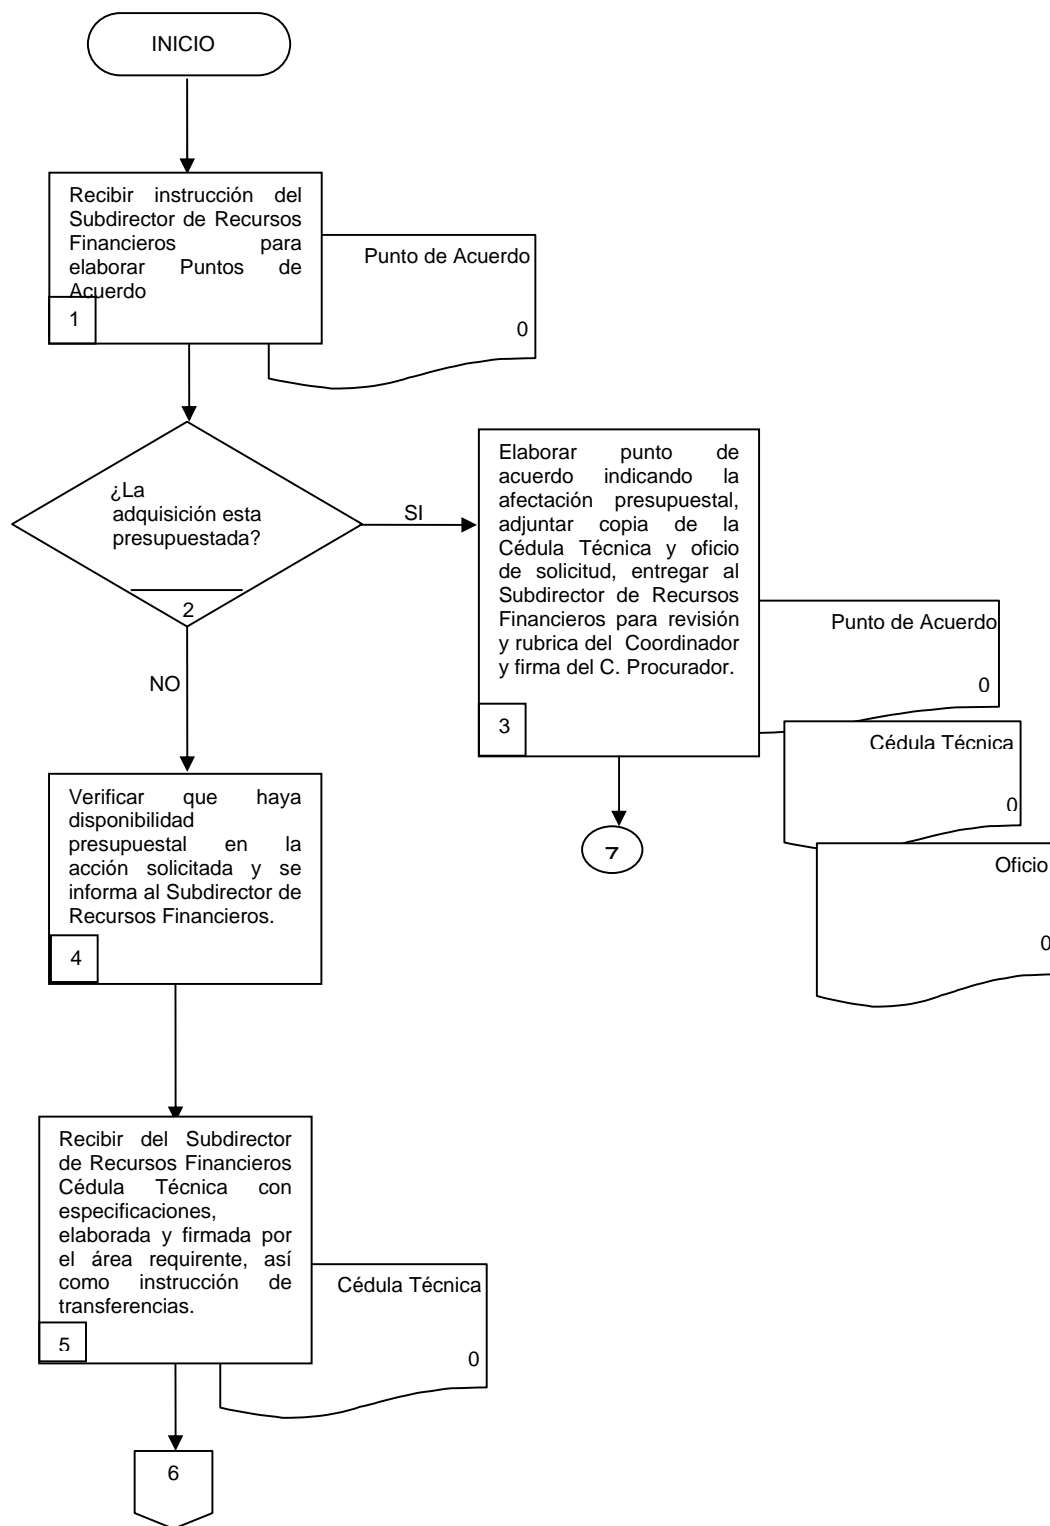 INICIO
Recibir instrucción del
Subdirector de Recursos
Financieros para
elaborar Puntos de
Acuerdo
1
Punto de Acuerdo
0
¿La
adquisición esta
presupuestada?
2
SI
NO
Elaborar punto de
acuerdo indicando la
afectación presupuestal,
adjuntar copia de la
Cédula Técnica y oficio
de solicitud, entregar al
Subdirector de Recursos
Financieros para revisión
y rubrica del Coordinador
y firma del C. Procurador.
3
Punto de Acuerdo
0
Cédula Técnica
0
Oficio
0
7
Verificar que haya
disponibilidad
presupuestal en la
acción solicitada y se
informa al Subdirector de
Recursos Financieros.
4
Recibir del Subdirector
de Recursos Financieros
Cédula Técnica con
especificaciones,
elaborada y firmada por
el área requirente, así
como instrucción de
transferencias.
5
Cédula Técnica
0
6